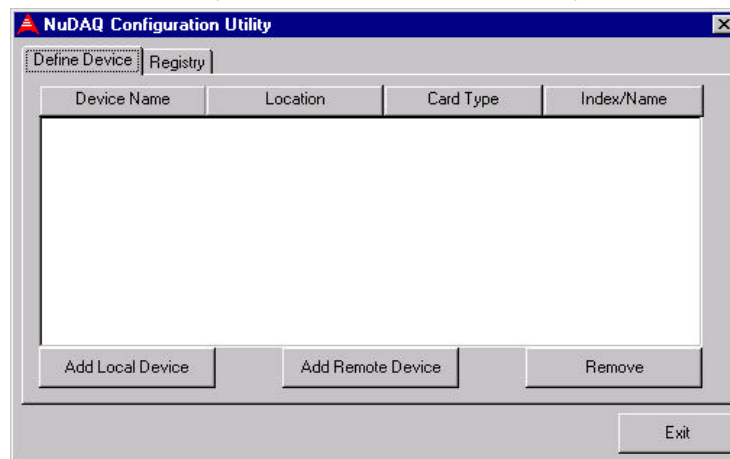 NuDAQ Configuration Utility
Define Device Registry
Device Name Location Card Type Index/Name
Add Local Device Add Remote Device Remove
Exit